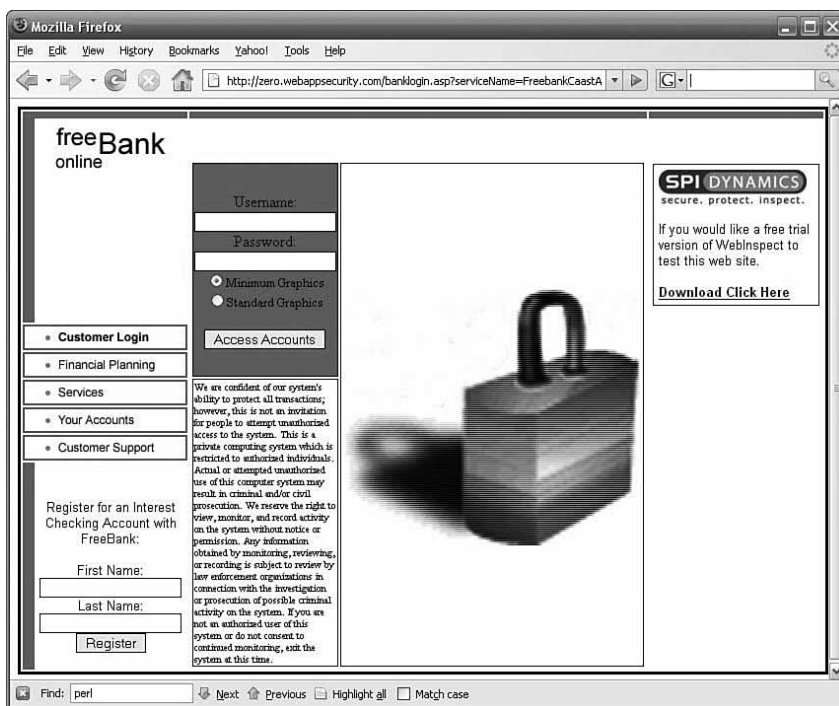 Mozilla Firefox
File Edit View History Bookmarks Yahoo! Tools Help
http://zero.webappsecurity.com/banklogin.asp?serviceName=FreebankCaastA
G
freeBank
online
Username:
Password:
Minimum Graphics
Standard Graphics
Access Accounts
SPI DYNAMICS
secure. protect. inspect.
If you would like a free trial
version of WebInspect to
test this web site.
Download Click Here
Customer Login
Financial Planning
Services
Your Accounts
Customer Support
We are confident of our system's
ability to protect all transactions;
however, this is not an invitation
for people to attempt unauthorized
access to the system. This is a
private computing system which is
restricted to authorized individuals.
Actual or attempted unauthorized
use of this computer system may
result in criminal and/or civil
prosecution. We reserve the right to
view, monitor, and record activity
on the system without notice or
permission. Any information
obtained by monitoring, reviewing,
or recording is subject to review by
law enforcement organizations in
connection with the investigation
or prosecution of possible criminal
activity on the system. If you are
not an authorized user of this
system or do not consent to
continued monitoring, exit the
system at this time.
Register for an Interest
Checking Account with
FreeBank:
First Name:
Last Name:
Register
Find: perl Next Previous Highlight all Match case